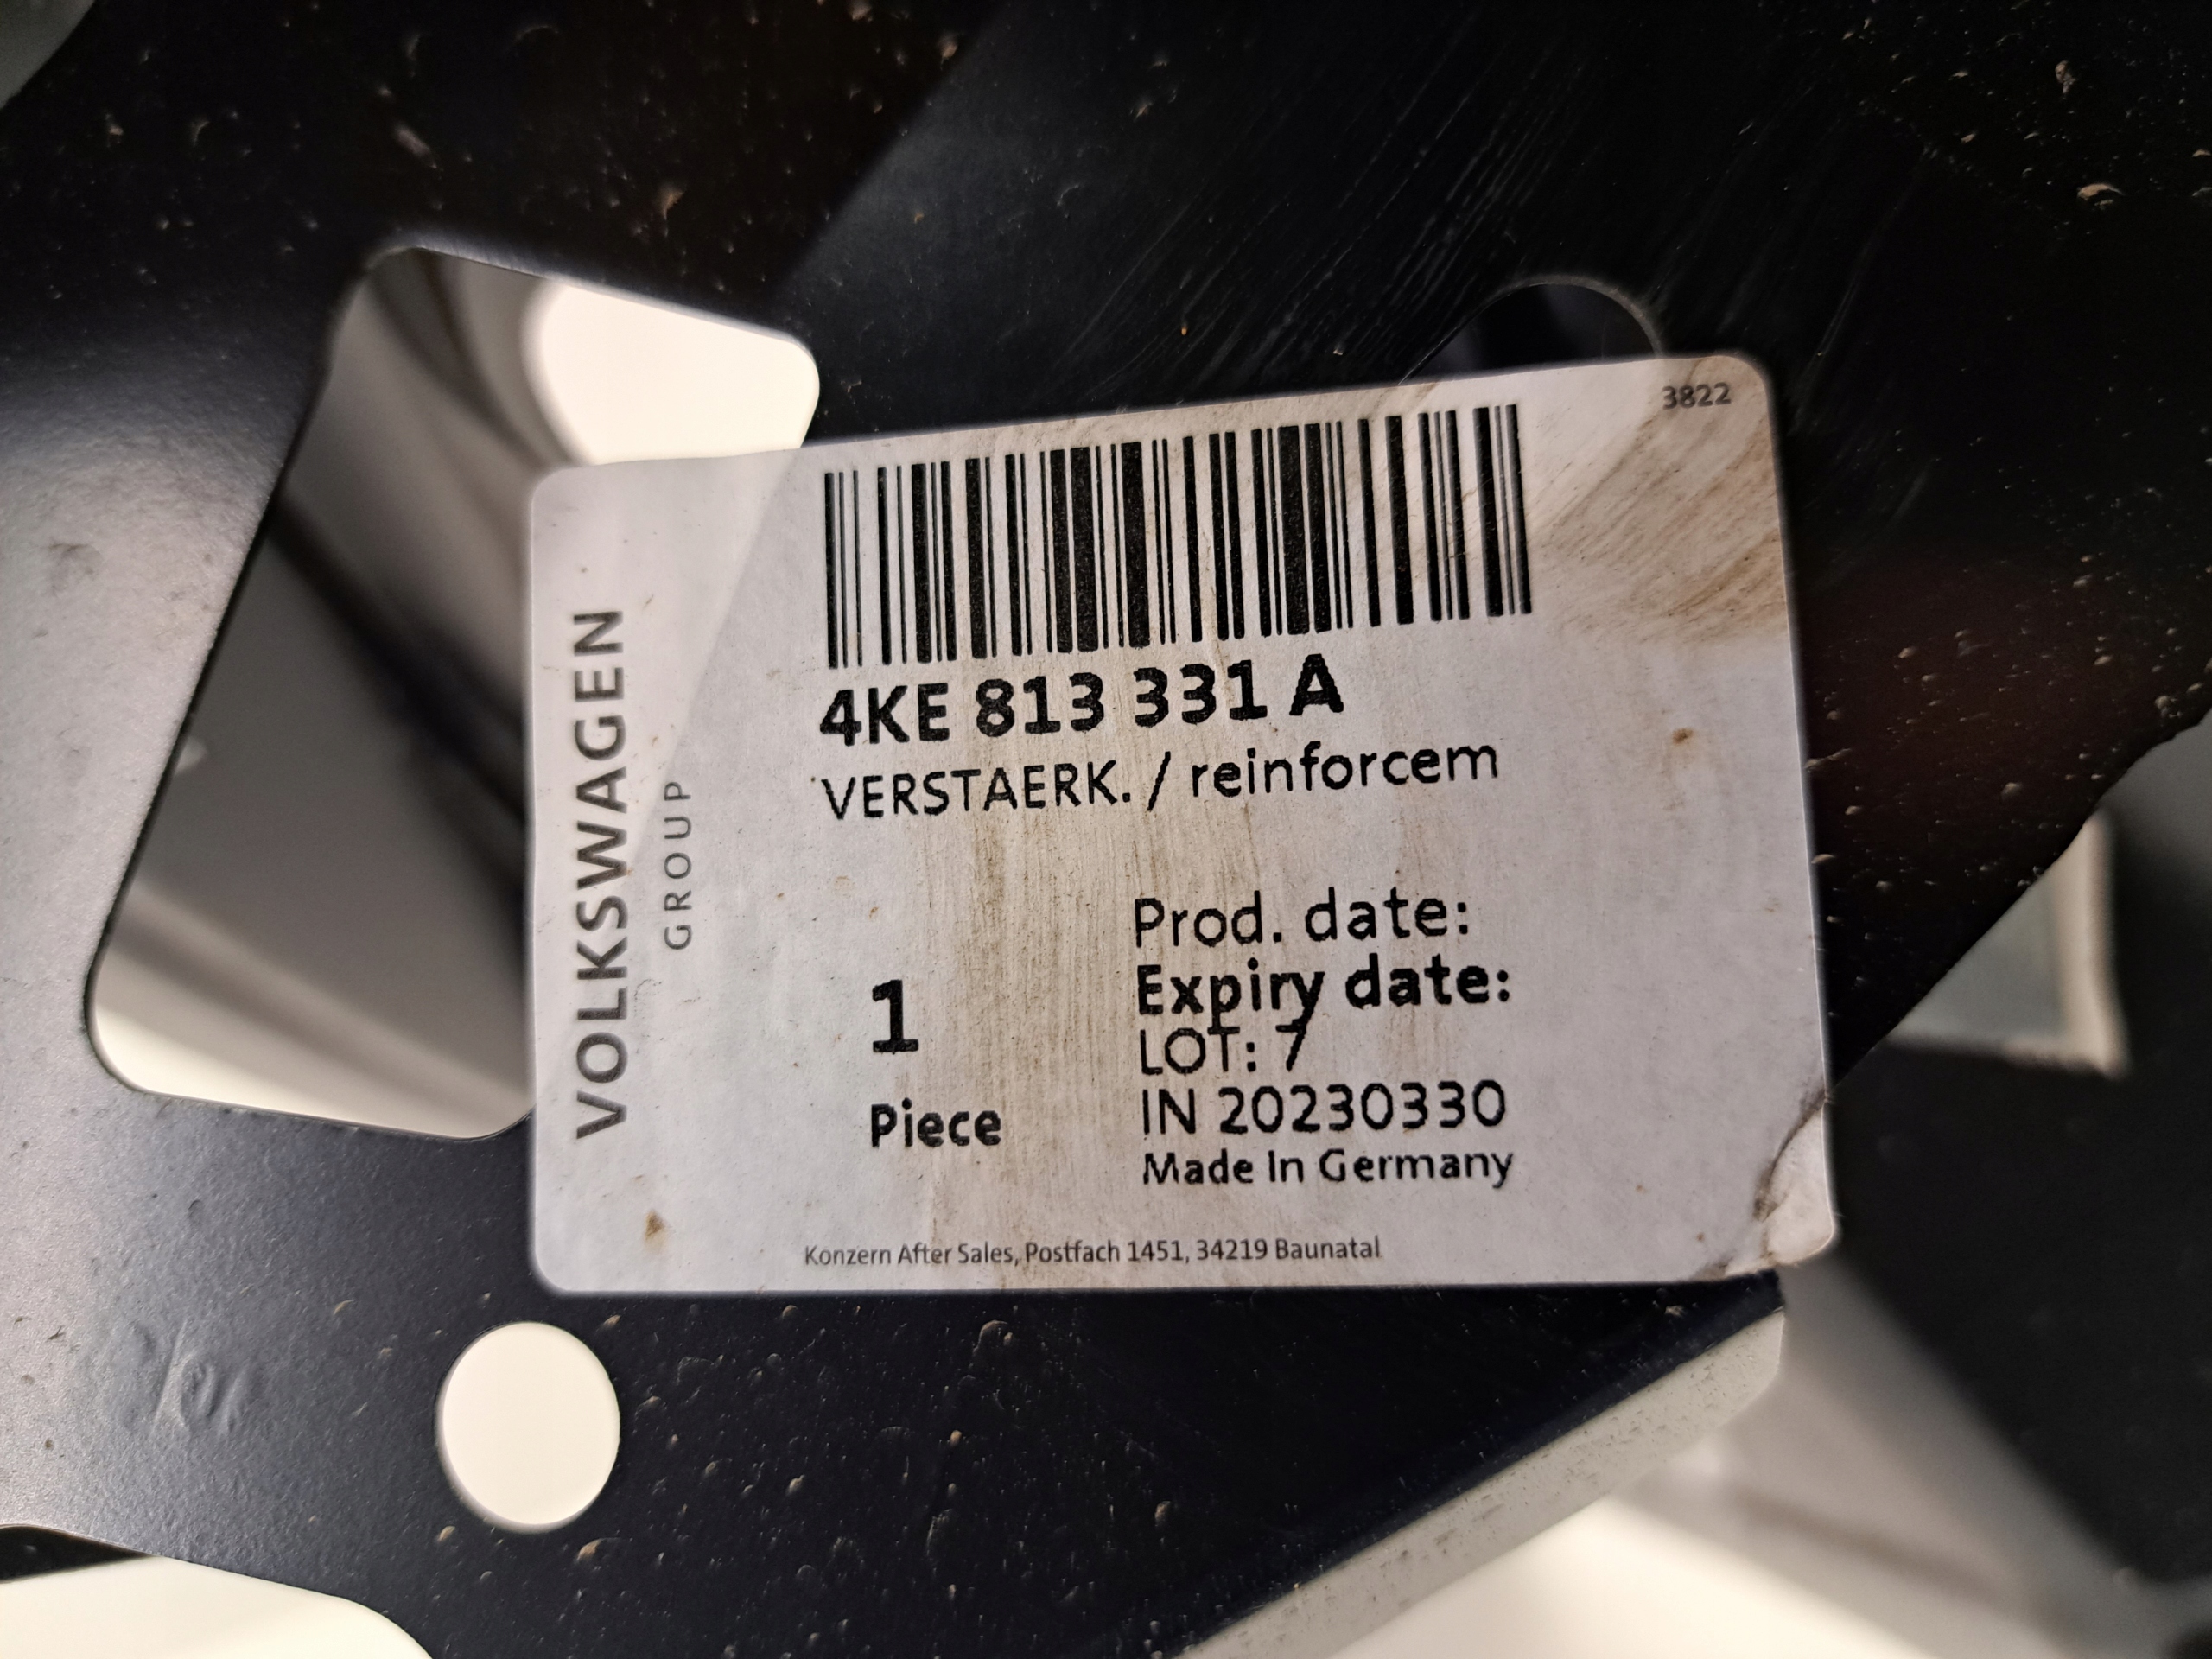 3822
VOLKSWAGEN
GROUP
4KE 813 331 A
VERSTAERK. / reinforcem
1
Piece
Prod. date:
Expiry date:
LOT: 7
IN 20230330
Made In Germany
Konzern After Sales, Postfach 1451, 34219 Baunatal